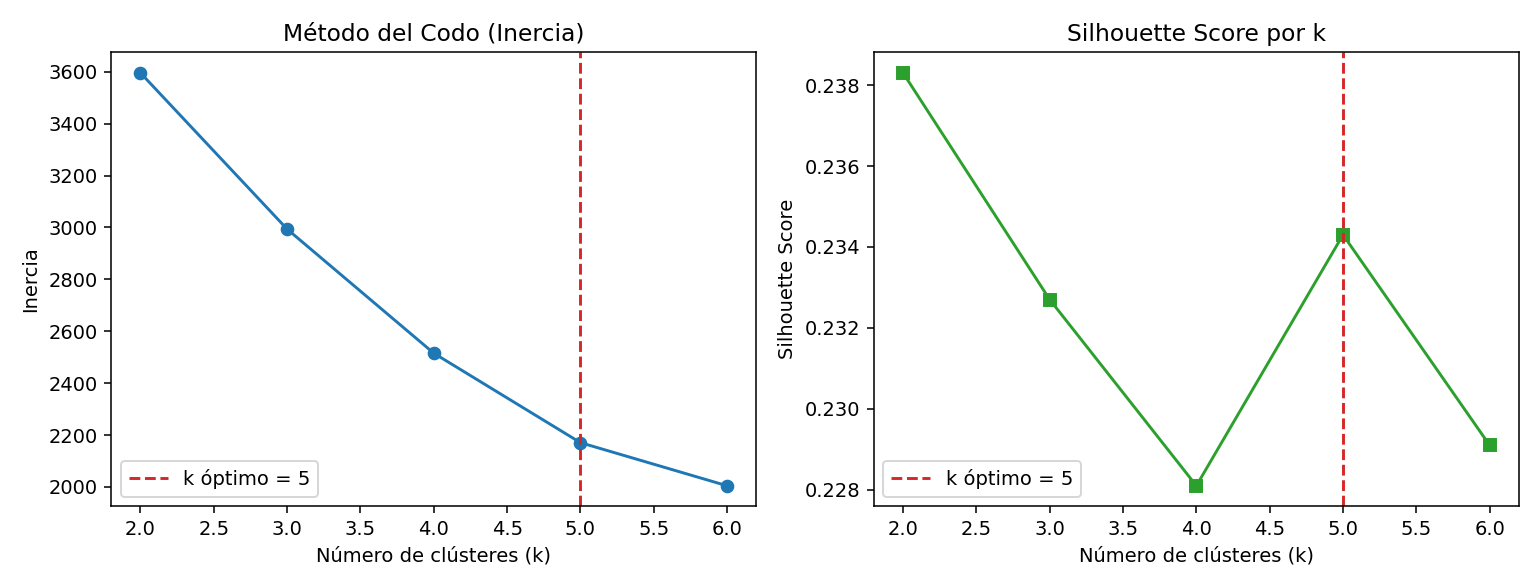 Método del Codo (Inercia)
Inercia
3600
3400
3200
3000
2800
2600
2400
2200
2000
k óptimo = 5
2.0 2.5 3.0 3.5 4.0 4.5 5.0 5.5 6.0
Número de clústeres (k)
Silhouette Score por k
Silhouette Score
0.238
0.236
0.234
0.232
0.230
0.228
k óptimo = 5
2.0 2.5 3.0 3.5 4.0 4.5 5.0 5.5 6.0
Número de clústeres (k)